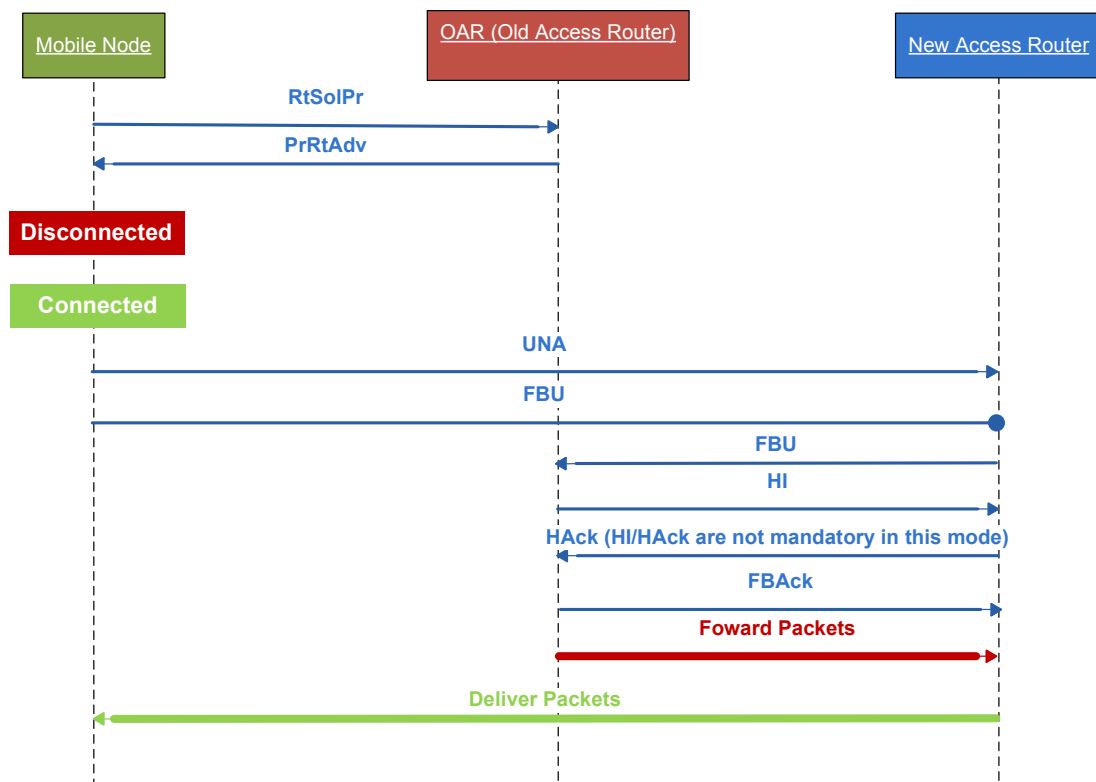 Mobile Node
OAR (Old Access Router)
New Access Router
RtSolPr
PrRtAdv
Disconnected
Connected
UNA
FBU
FBU
HI
HAck (HI/HAck are not mandatory in this mode)
FBAck
Foward Packets
Deliver Packets